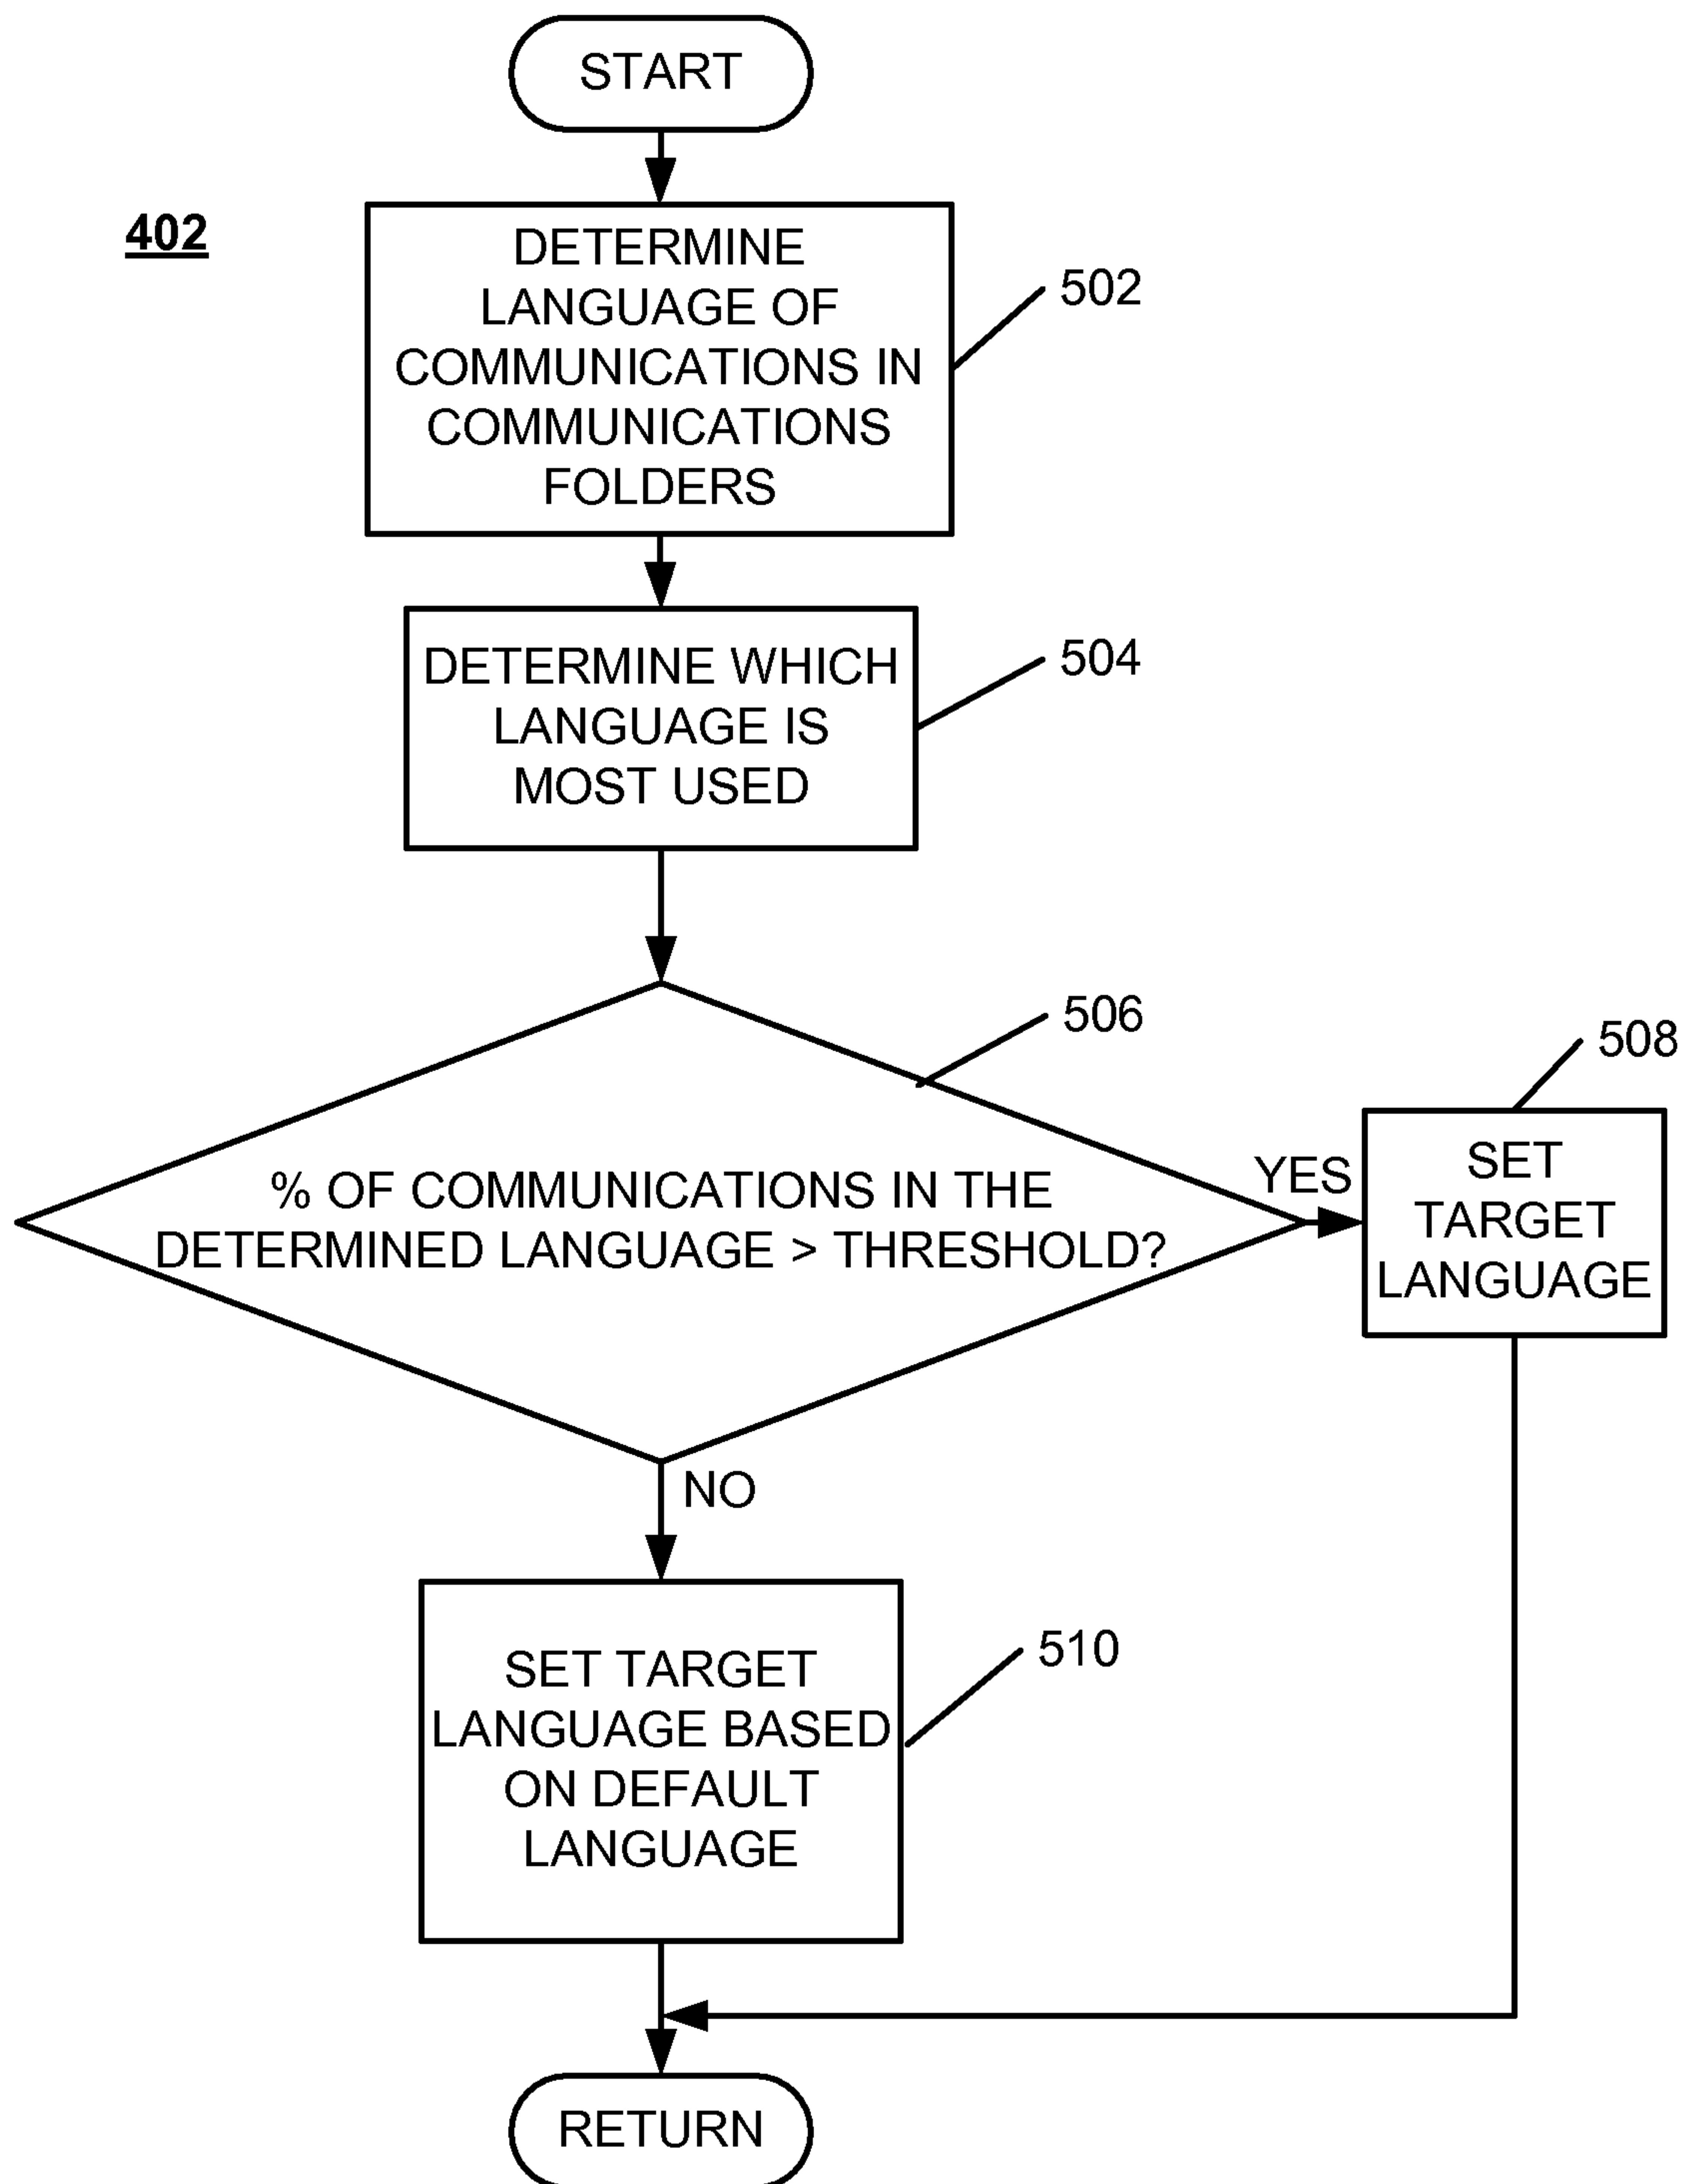 START
402
DETERMINE
LANGUAGE OF
COMMUNICATIONS IN
COMMUNICATIONS
FOLDERS
502
DETERMINE WHICH
LANGUAGE IS
MOST USED
504
506
508
% OF COMMUNICATIONS IN THE
DETERMINED LANGUAGE > THRESHOLD?
YES
SET
TARGET
LANGUAGE
NO
SET TARGET
LANGUAGE BASED
ON DEFAULT
LANGUAGE
510
RETURN